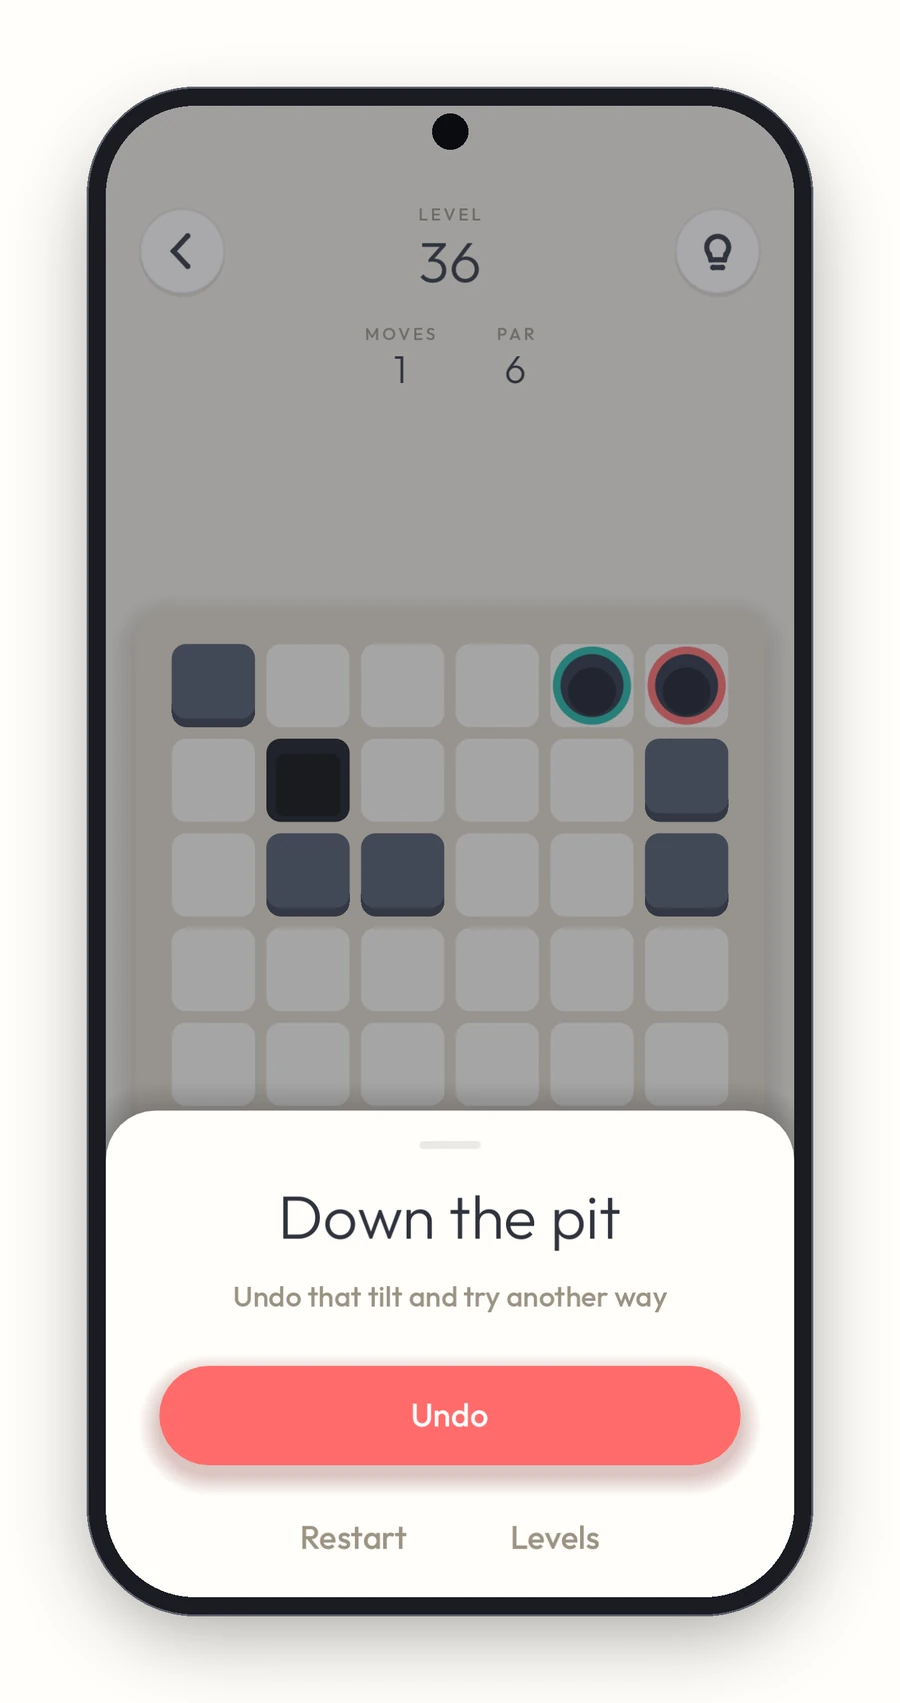 LEVEL
36
MOVES PAR
1 6
Down the pit
Undo that tilt and try another way
Undo
Restart Levels